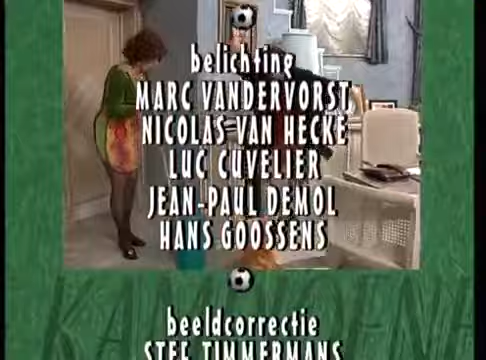 belichting
MARC VANDERVORST
NICOLAS VAN HECKE
LUC CUVELIER
JEAN-PAUL DEMOL
HANS GOOSSENS
beeldcorrectie
STEF TIMMERMANS